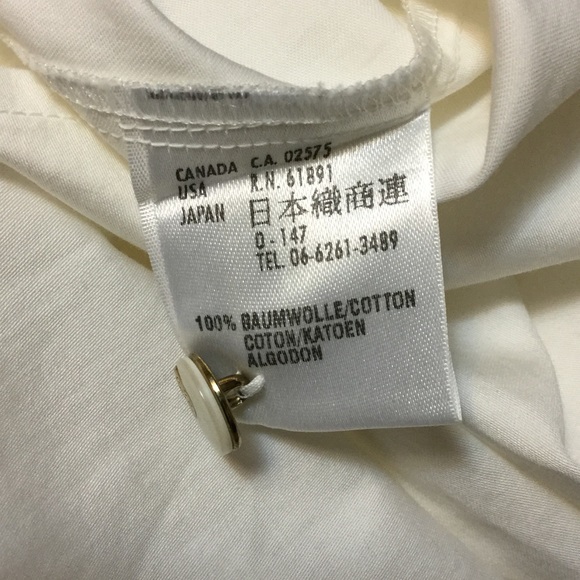 CANADA C.A. 02575
USA R.N. 61891
JAPAN 日本織商連
O-147
TEL. 06-6261-3489
100% BAUMWOLLE/COTTON
COTON/KATOEN
ALGODON